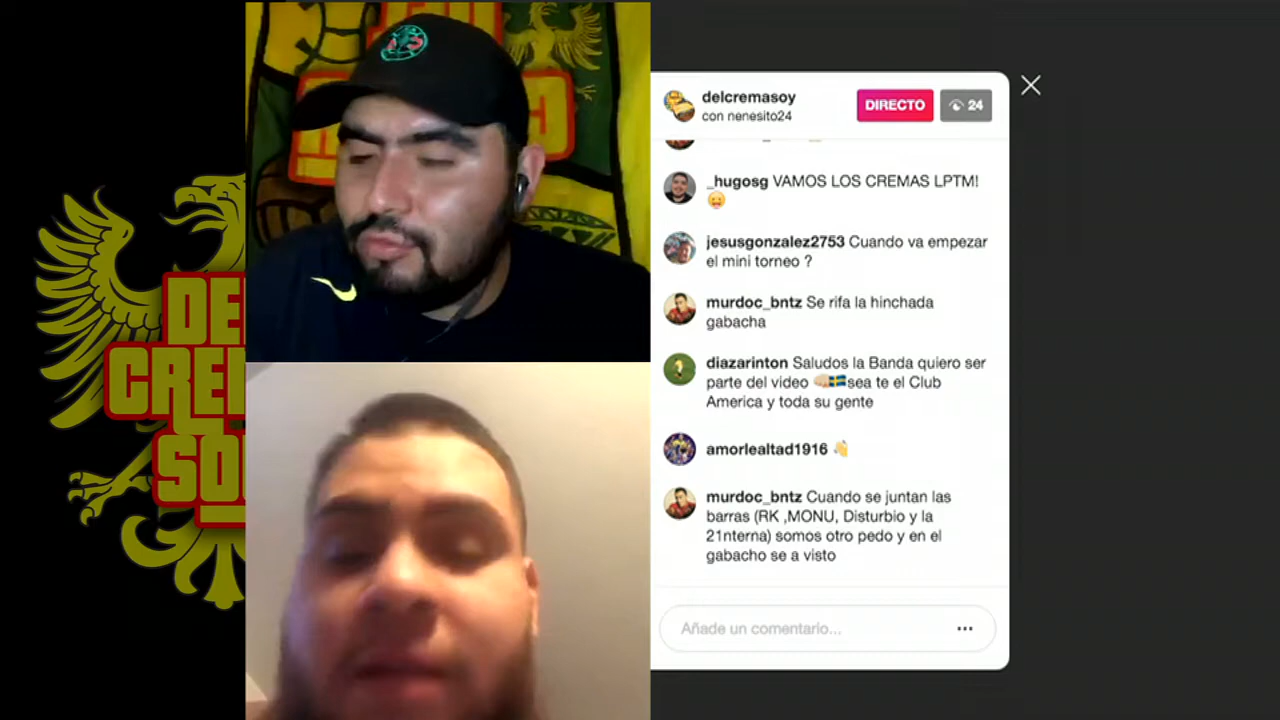 DE
CRE
SO
delcremasoy
con nenesito24
DIRECTO
24
_hugosg VAMOS LOS CREMAS LPTM!
jesusgonzalez2753 Cuando va empezar
el mini torneo ?
murdoc_bntz Se rifa la hinchada
gabacha
diazarinton Saludos la Banda quiero ser
parte del video 👊🏼🇸🇪sea te el Club
America y toda su gente
amorlealtad1916 👋
murdoc_bntz Cuando se juntan las
barras (RK ,MONU, Disturbio y la
21nterna) somos otro pedo y en el
gabacho se a visto
Añade un comentario...